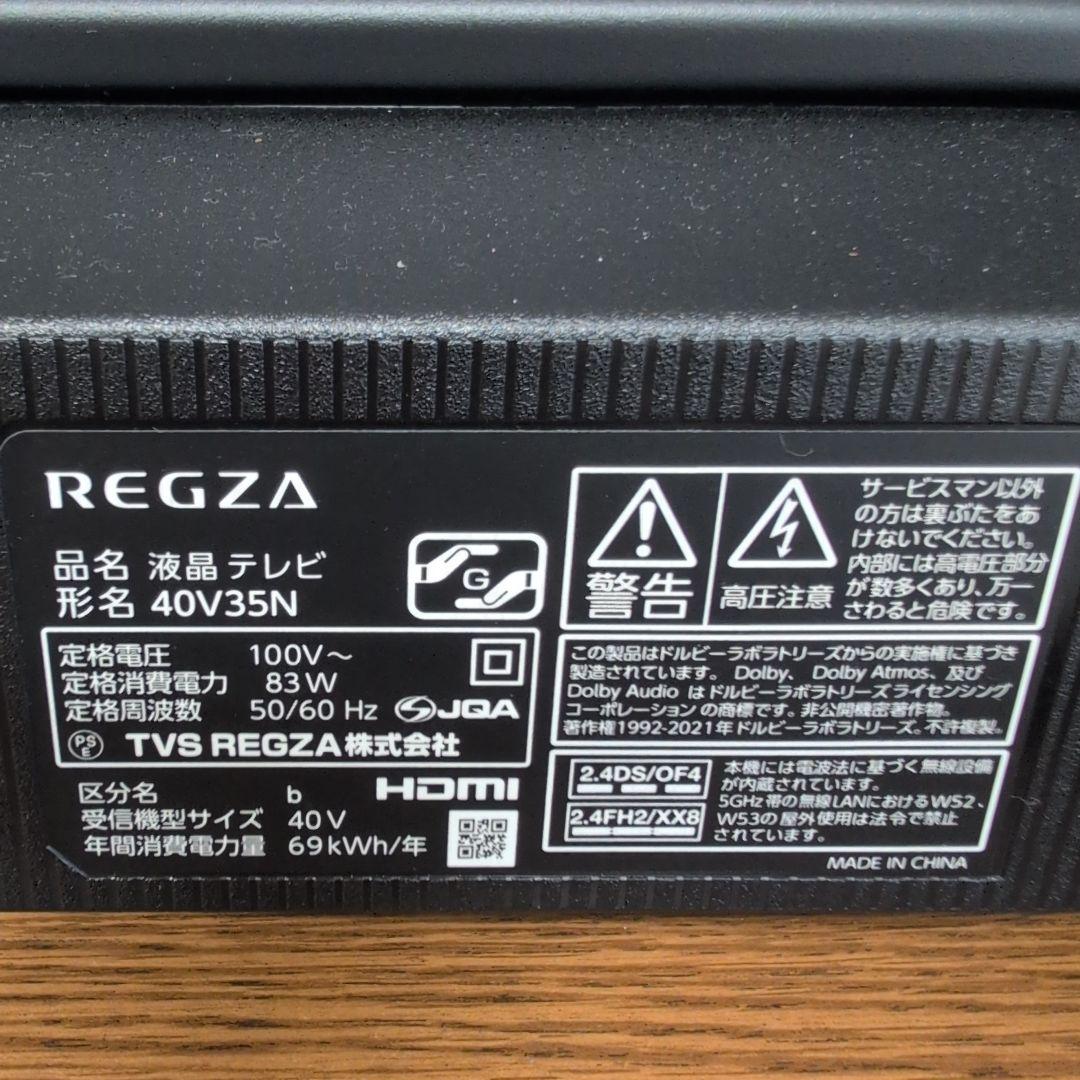 REGZA
品名 液晶テレビ
形名 40V35N
G
定格電圧 100V～
定格消費電力 83W
定格周波数 50/60 Hz JQA
PSE TVS REGZA株式会社
区分名 b HDMI
受信機型サイズ 40V
年間消費電力量 69kWh/年
警告
高圧注意
サービスマン以外
の方は裏ぶたをあ
けないでください。
内部には高電圧部分
が数多くあり、万一
さわると危険です。
この製品はドルビーラボラトリーズからの実施権に基づき
製造されています。Dolby、Dolby Atmos、及び
Dolby Audio はドルビーラボラトリーズライセンシング
コーポレーションの商標です。非公開機密著作物。
著作権1992-2021年ドルビーラボラトリーズ。不許複製。
2.4DS/OF4
2.4FH2/XX8
本機には電波法に基づく無線設備
が内蔵されています。
5GHz帯の無線LANにおけるW52、
W53の屋外使用は法令で禁止
されています。
MADE IN CHINA